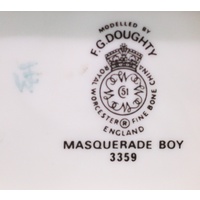 MODELLED BY
F.G. DOUGHTY
ROYAL WORCESTER ® FINE BONE CHINA
51
ENGLAND
MASQUERADE BOY
3359